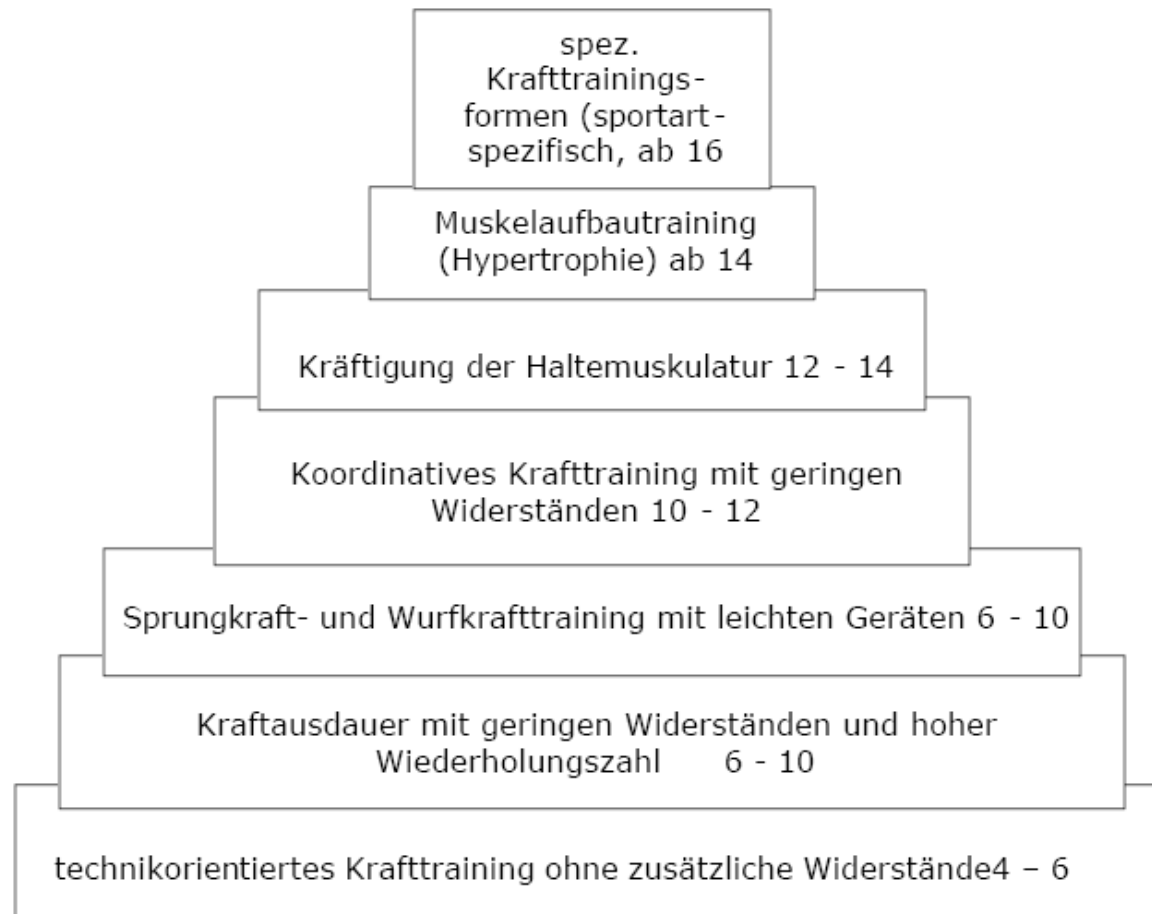 spez.
Krafttrainings-
formen (sportart-
spezifisch, ab 16
Muskelaufbautraining
(Hypertrophie) ab 14
Kräftigung der Haltemuskulatur 12 - 14
Koordinatives Krafttraining mit geringen
Widerständen 10 - 12
Sprungkraft- und Wurfkrafttraining mit leichten Geräten 6 - 10
Kraftausdauer mit geringen Widerständen und hoher
Wiederholungszahl 6 - 10
technikorientiertes Krafttraining ohne zusätzliche Widerstände4 – 6